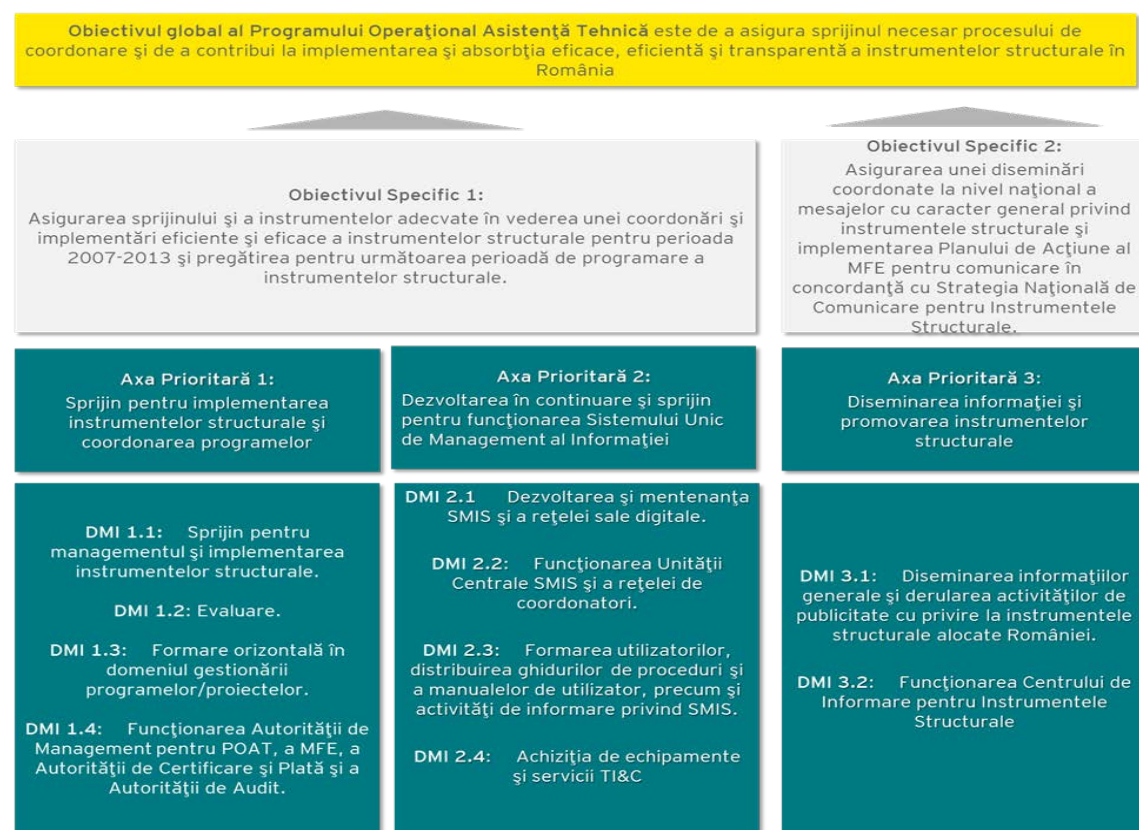 Obiectivul global al Programului Operaţional Asistenţă Tehnică este de a asigura sprijinul necesar procesului de
coordonare şi de a contribui la implementarea şi absorbţia eficace, eficientă şi transparentă a instrumentelor structurale în
România
Obiectivul Specific 1:
Asigurarea sprijinului şi a instrumentelor adecvate în vederea unei coordonări şi
implementări eficiente şi eficace a instrumentelor structurale pentru perioada
2007-2013 şi pregătirea pentru următoarea perioadă de programare a
instrumentelor structurale.
Obiectivul Specific 2:
Asigurarea unei diseminări
coordonate la nivel naţional a
mesajelor cu caracter general privind
instrumentele structurale şi
implementarea Planului de Acţiune al
MFE pentru comunicare în
concordanţă cu Strategia Naţională de
Comunicare pentru Instrumentele
Structurale.
Axa Prioritară 1:
Sprijin pentru implementarea
instrumentelor structurale şi
coordonarea programelor
Axa Prioritară 2:
Dezvoltarea în continuare şi sprijin
pentru funcţionarea Sistemului Unic
de Management al Informaţiei
Axa Prioritară 3:
Diseminarea informaţiei şi
promovarea instrumentelor
structurale
DMI 1.1: Sprijin pentru
managementul şi implementarea
instrumentelor structurale.
DMI 1.2: Evaluare.
DMI 1.3: Formare orizontală în
domeniul gestionării
programelor/proiectelor.
DMI 1.4: Funcţionarea Autorităţii de
Management pentru POAT, a MFE, a
Autorităţii de Certificare şi Plată şi a
Autorităţii de Audit.
DMI 2.1 Dezvoltarea şi mentenanţa
SMIS şi a reţelei sale digitale.
DMI 2.2: Funcţionarea Unităţii
Centrale SMIS şi a reţelei de
coordonatori.
DMI 2.3: Formarea utilizatorilor,
distribuirea ghidurilor de proceduri şi
a manualelor de utilizator, precum şi
activităţi de informare privind SMIS.
DMI 2.4: Achiziţia de echipamente
şi servicii TI&C
DMI 3.1: Diseminarea informaţiilor
generale şi derularea activităţilor de
publicitate cu privire la instrumentele
structurale alocate României.
DMI 3.2: Funcţionarea Centrului de
Informare pentru Instrumentele
Structurale